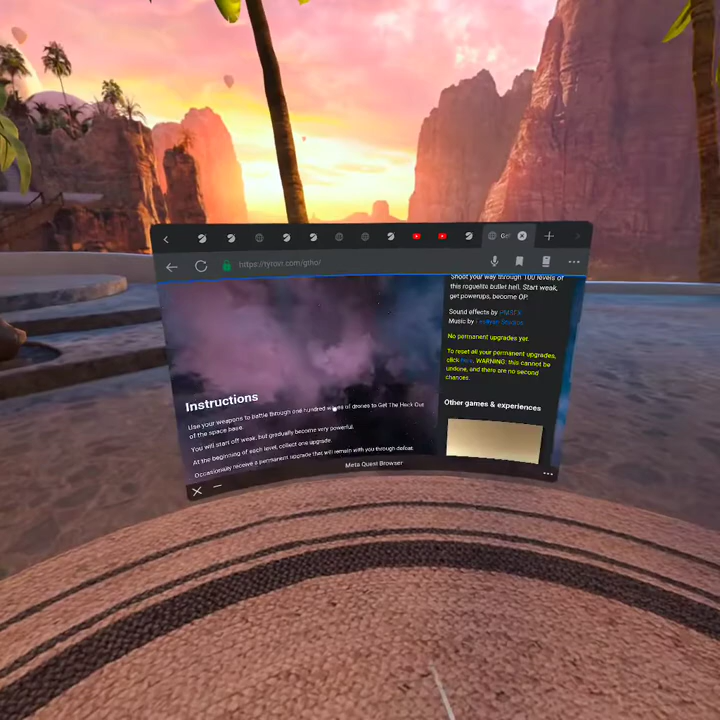 Get
https://tyrovr.com/gtho/
Shoot your way through 100 levels of
this roguelite bullet hell. Start weak,
get powerups, become OP.
Sound effects by
Music by
No permanent upgrades yet.
To reset all your permanent upgrades,
click here. WARNING: this cannot be
undone, and there are no second
chances.
Other games & experiences
Instructions
Use your weapons to battle through one hundred waves of drones to Get The Heck Out
of the space base.
You will start off weak, but gradually become very powerful.
At the beginning of each level, collect one upgrade.
Occasionally receive a permanent upgrade that will remain with you through defeat.
Meta Quest Browser